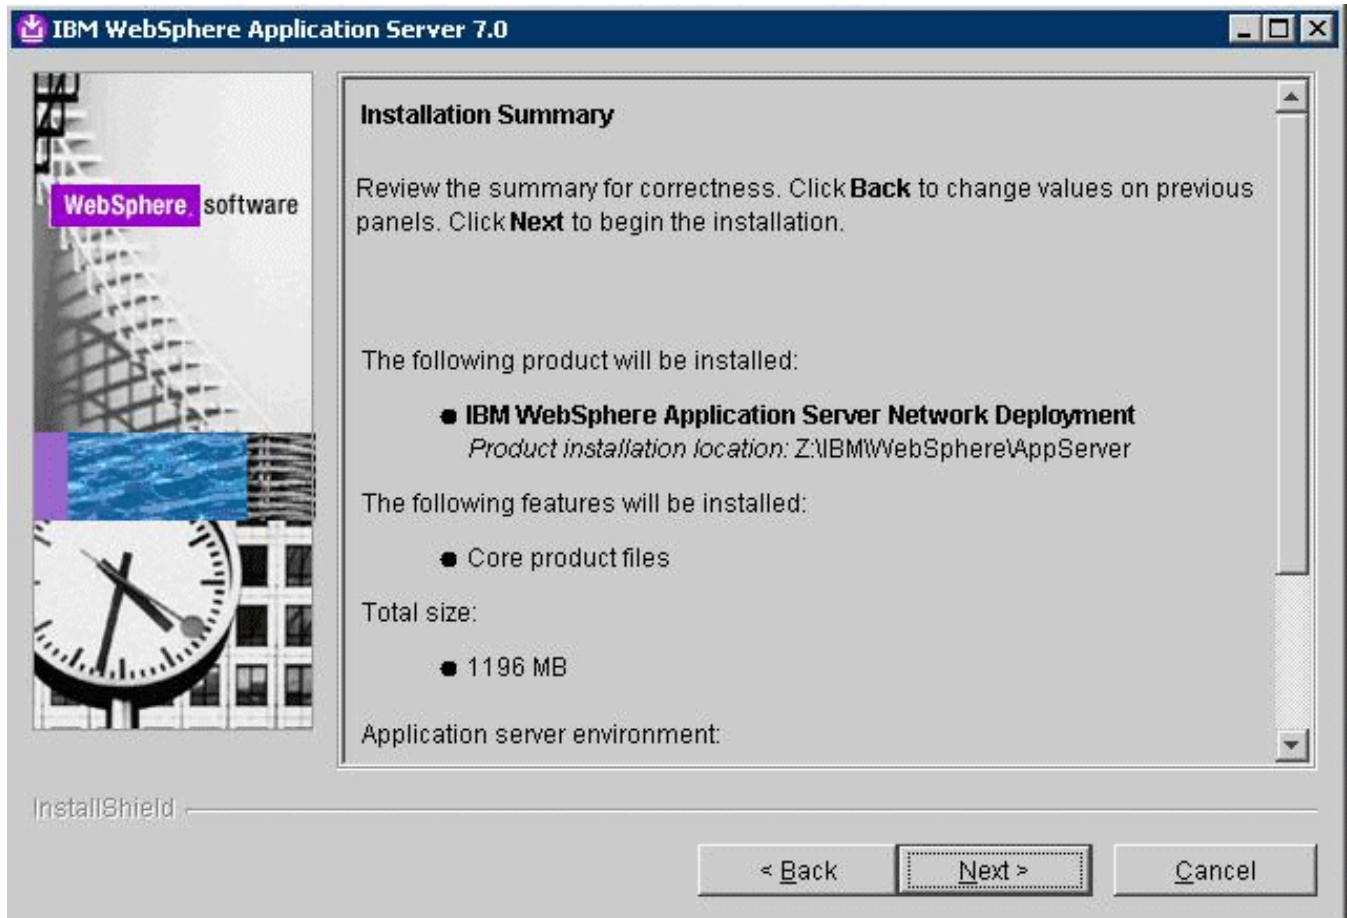 IBM WebSphere Application Server 7.0
WebSphere. software
Installation Summary
Review the summary for correctness. Click Back to change values on previous
panels. Click Next to begin the installation.
The following product will be installed:
● IBM WebSphere Application Server Network Deployment
Product installation location: Z:\IBM\WebSphere\AppServer
The following features will be installed:
● Core product files
Total size:
● 1196 MB
Application server environment:
InstallShield
< Back
Next >
Cancel